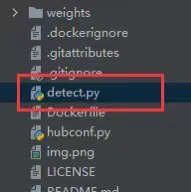 weights
.dockerignore
.gitattributes
.gitignore
detect.py
Dockerfile
hubconf.py
img.png
LICENSE
README.md